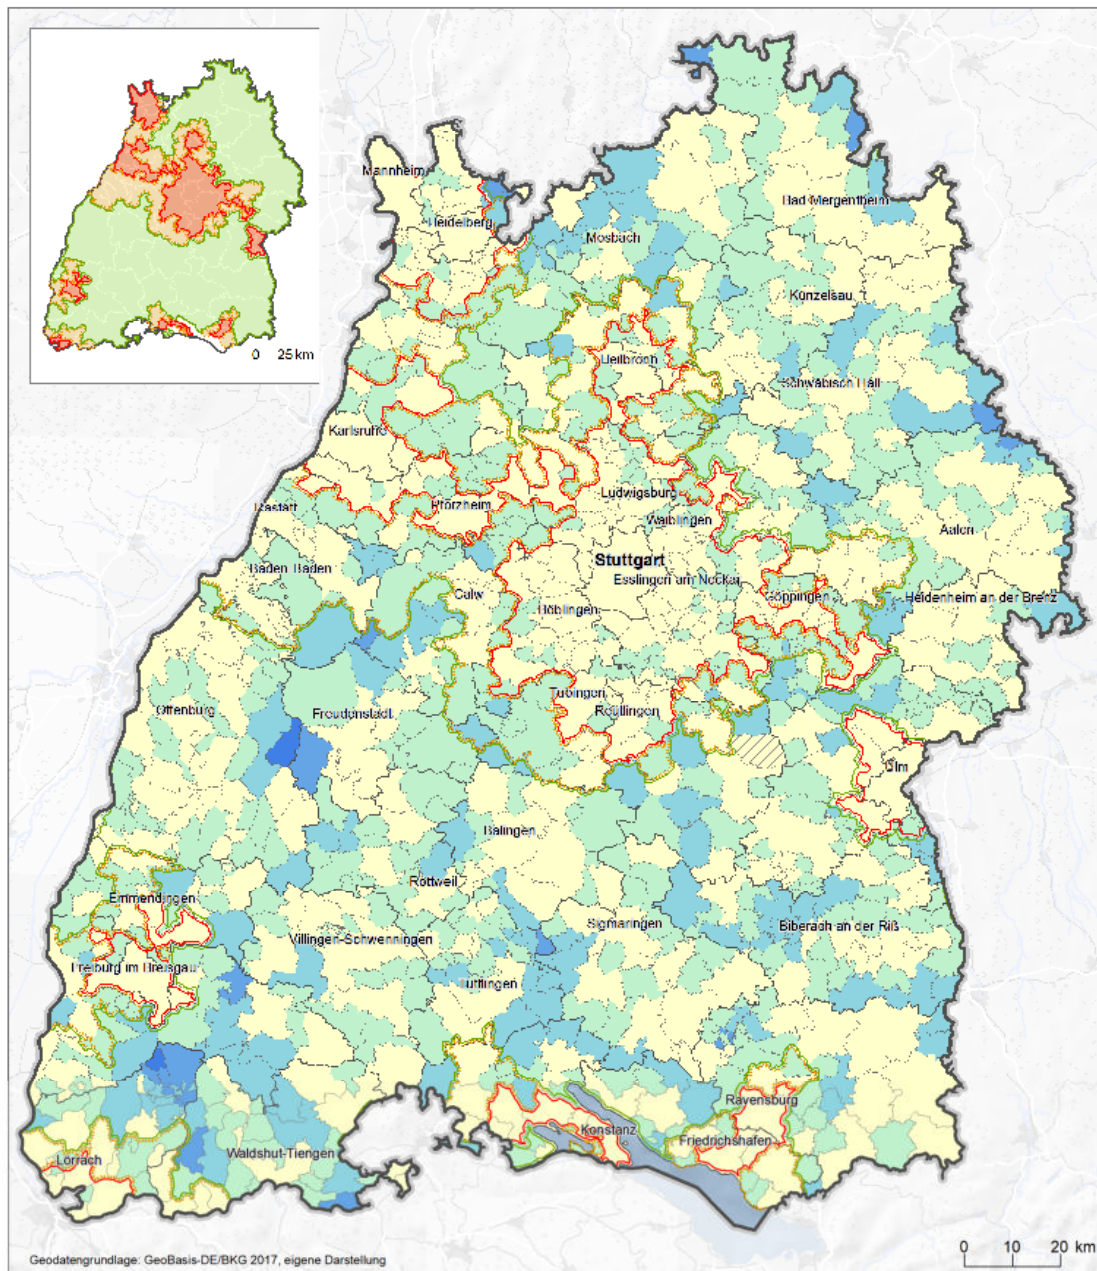 0 25 km
Mannheim
Heidelberg
Bad Mergentheim
Mosbach
Künzelsau
Heilbronn
Schwäbisch Hall
Karlsruhe
Pforzheim
Ludwigsburg
Rastatt
Waiblingen
Aalen
Stuttgart
Baden-Baden
Esslingen am Neckar
Calw
Göppingen
Heidenheim an der Brenz
Böblingen
Tübingen
Offenburg
Freudenstadt
Reutlingen
Ulm
Balingen
Rottweil
Emmendingen
Sigmaringen
Biberach an der Riß
Villingen-Schwenningen
Freiburg im Breisgau
Tuttlingen
Ravensburg
Konstanz
Friedrichshafen
Waldshut-Tiengen
Lörrach
Geodatengrundlage: GeoBasis-DE/BKG 2017, eigene Darstellung
0 10 20 km